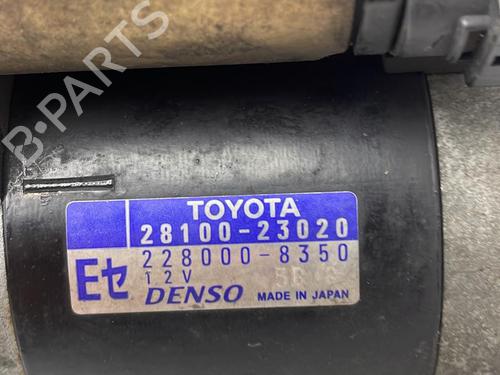 B-PARTS
TOYOTA
28100-23020
228000-8350
12V
Eセ DENSO MADE IN JAPAN